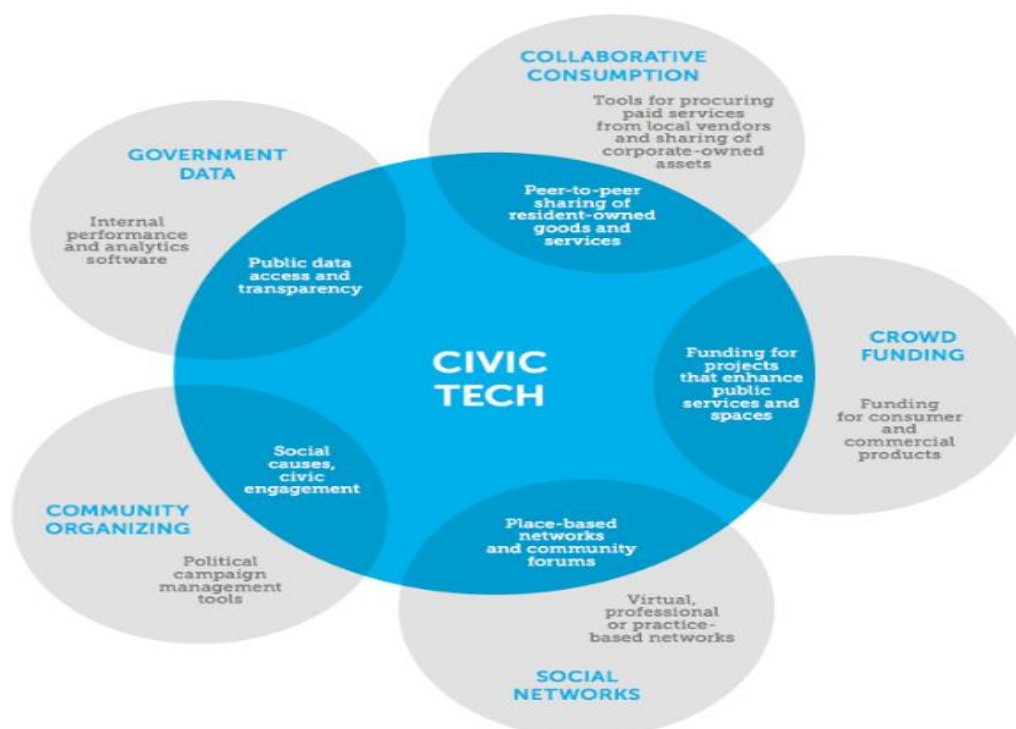 COLLABORATIVE
CONSUMPTION
Tools for procuring
paid services
from local vendors
and sharing of
corporate-owned
assets
Peer-to-peer
sharing of
resident-owned
goods and
services
GOVERNMENT
DATA
Internal
performance
and analytics
software
Public data
access and
transparency
CIVIC
TECH
CROWD
FUNDING
Funding for
projects
that enhance
public
services and
spaces
Funding
for consumer
and
commercial
products
Social
causes,
civic
engagement
COMMUNITY
ORGANIZING
Political
campaign
management
tools
Place-based
networks
and community
forums
Virtual,
professional
or practice-
based networks
SOCIAL
NETWORKS